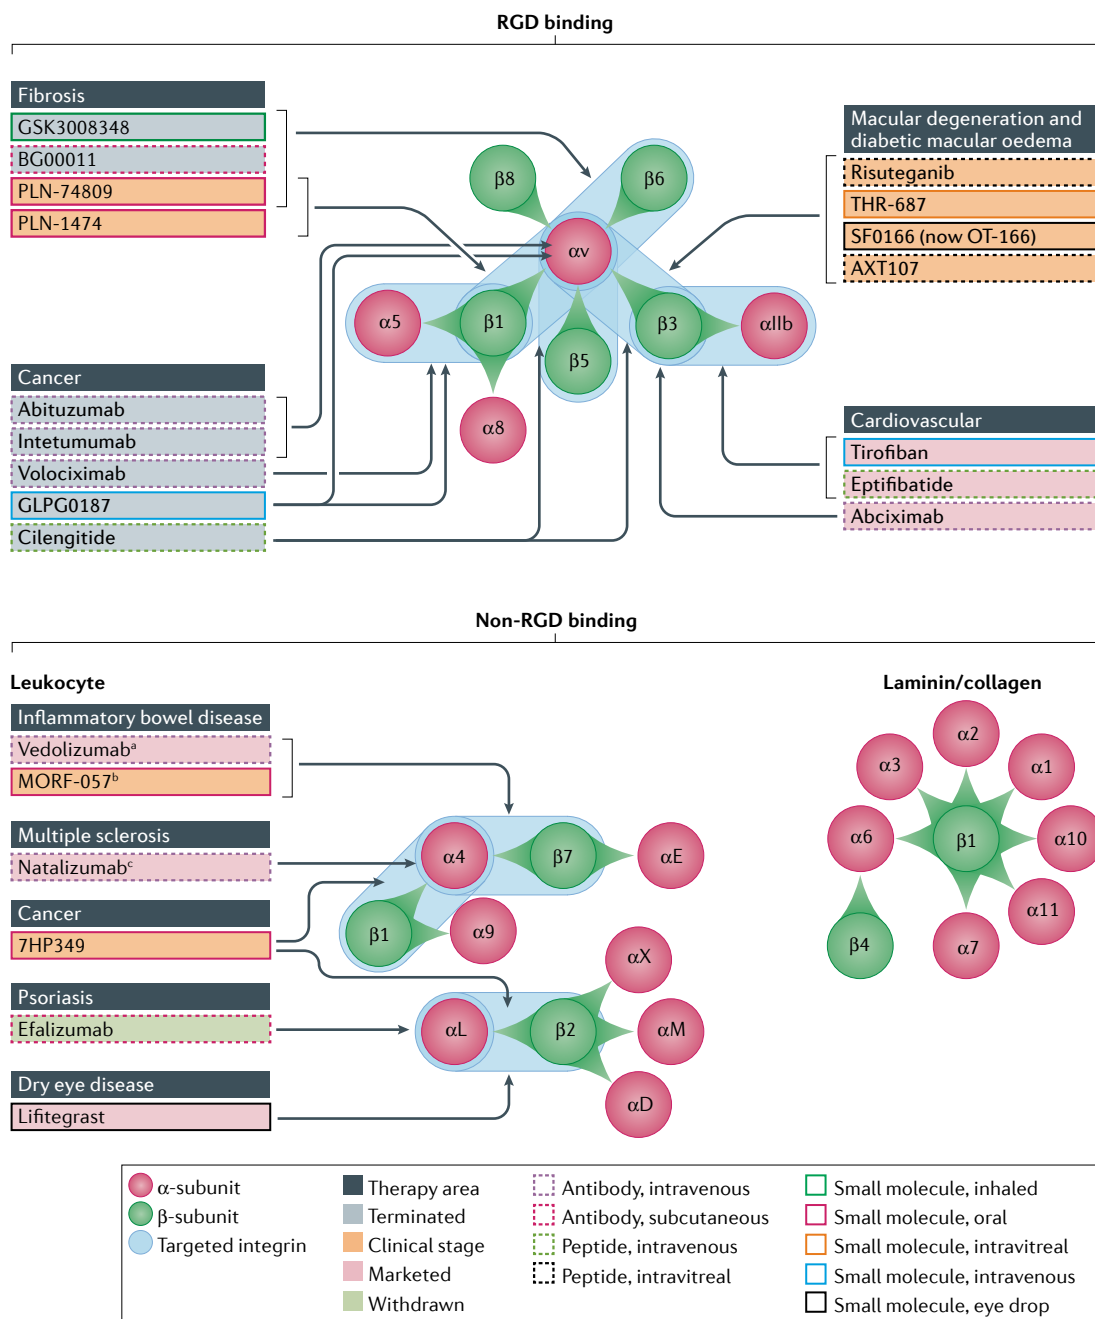 RGD binding
Fibrosis
GSK3008348
BG00011
PLN-74809
PLN-1474
Cancer
Abituzumab
Intetumumab
Volociximab
GLPG0187
Cilengitide
β8
β6
αv
α5
β1
β3
αIIb
β5
α8
Macular degeneration and
diabetic macular oedema
Risuteganib
THR-687
SF0166 (now OT-166)
AXT107
Cardiovascular
Tirofiban
Eptifibatide
Abciximab
Non-RGD binding
Leukocyte
Inflammatory bowel disease
Vedolizumabᵃ
MORF-057ᵇ
Multiple sclerosis
Natalizumabᶜ
Cancer
7HP349
Psoriasis
Efalizumab
Dry eye disease
Lifitegrast
α4
β7
αE
β1
α9
αX
αL
β2
αM
αD
Laminin/collagen
α2
α3
α1
α6
β1
α10
α11
β4
α7
α-subunit
β-subunit
Targeted integrin
Therapy area
Terminated
Clinical stage
Marketed
Withdrawn
Antibody, intravenous
Antibody, subcutaneous
Peptide, intravenous
Peptide, intravitreal
Small molecule, inhaled
Small molecule, oral
Small molecule, intravitreal
Small molecule, intravenous
Small molecule, eye drop